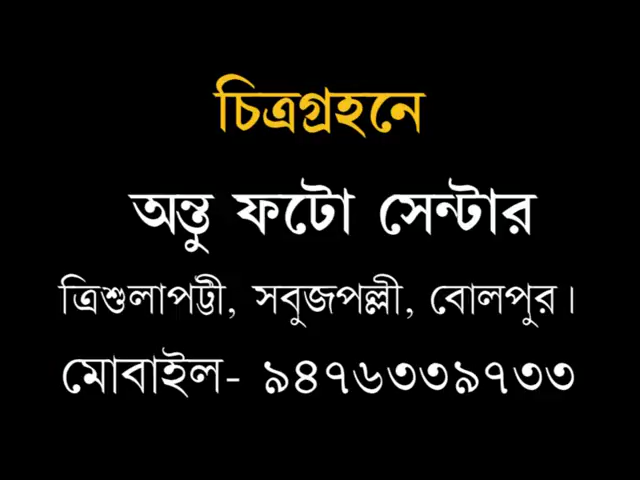 চিত্রগ্রহনে
অন্তু ফটো সেন্টার
ত্রিশুলাপট্টী, সবুজপল্লী, বোলপুর।
মোবাইল- ৯৪৭৬৩৩৯৭৩৩